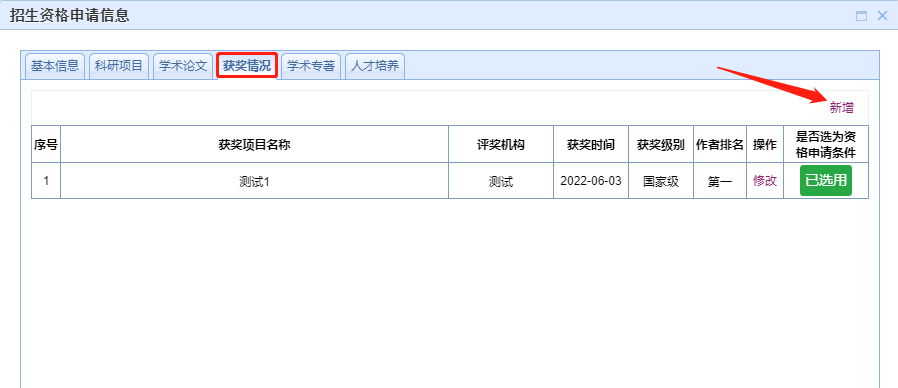 招生资格申请信息
基本信息 科研项目 学术论文 获奖情况 学术专著 人才培养
新增
序号 获奖项目名称 评奖机构 获奖时间 获奖级别 作者排名 操作 是否选为资
格申请条件
1 测试1 测试 2022-06-03 国家级 第一 修改 已选用